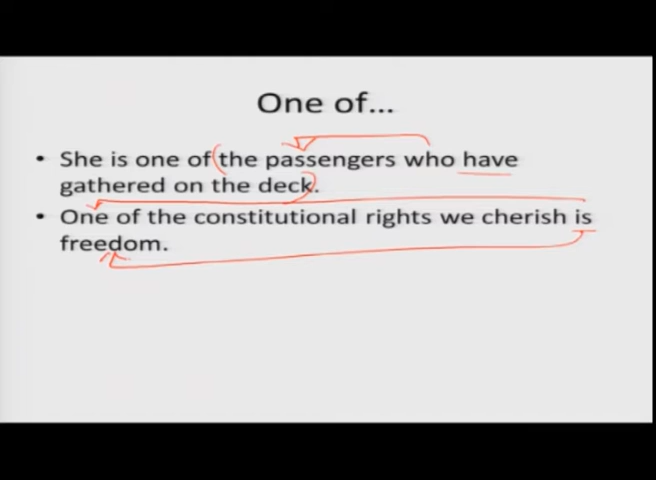 One of...
• She is one of the passengers who have
gathered on the deck.
• One of the constitutional rights we cherish is
freedom.